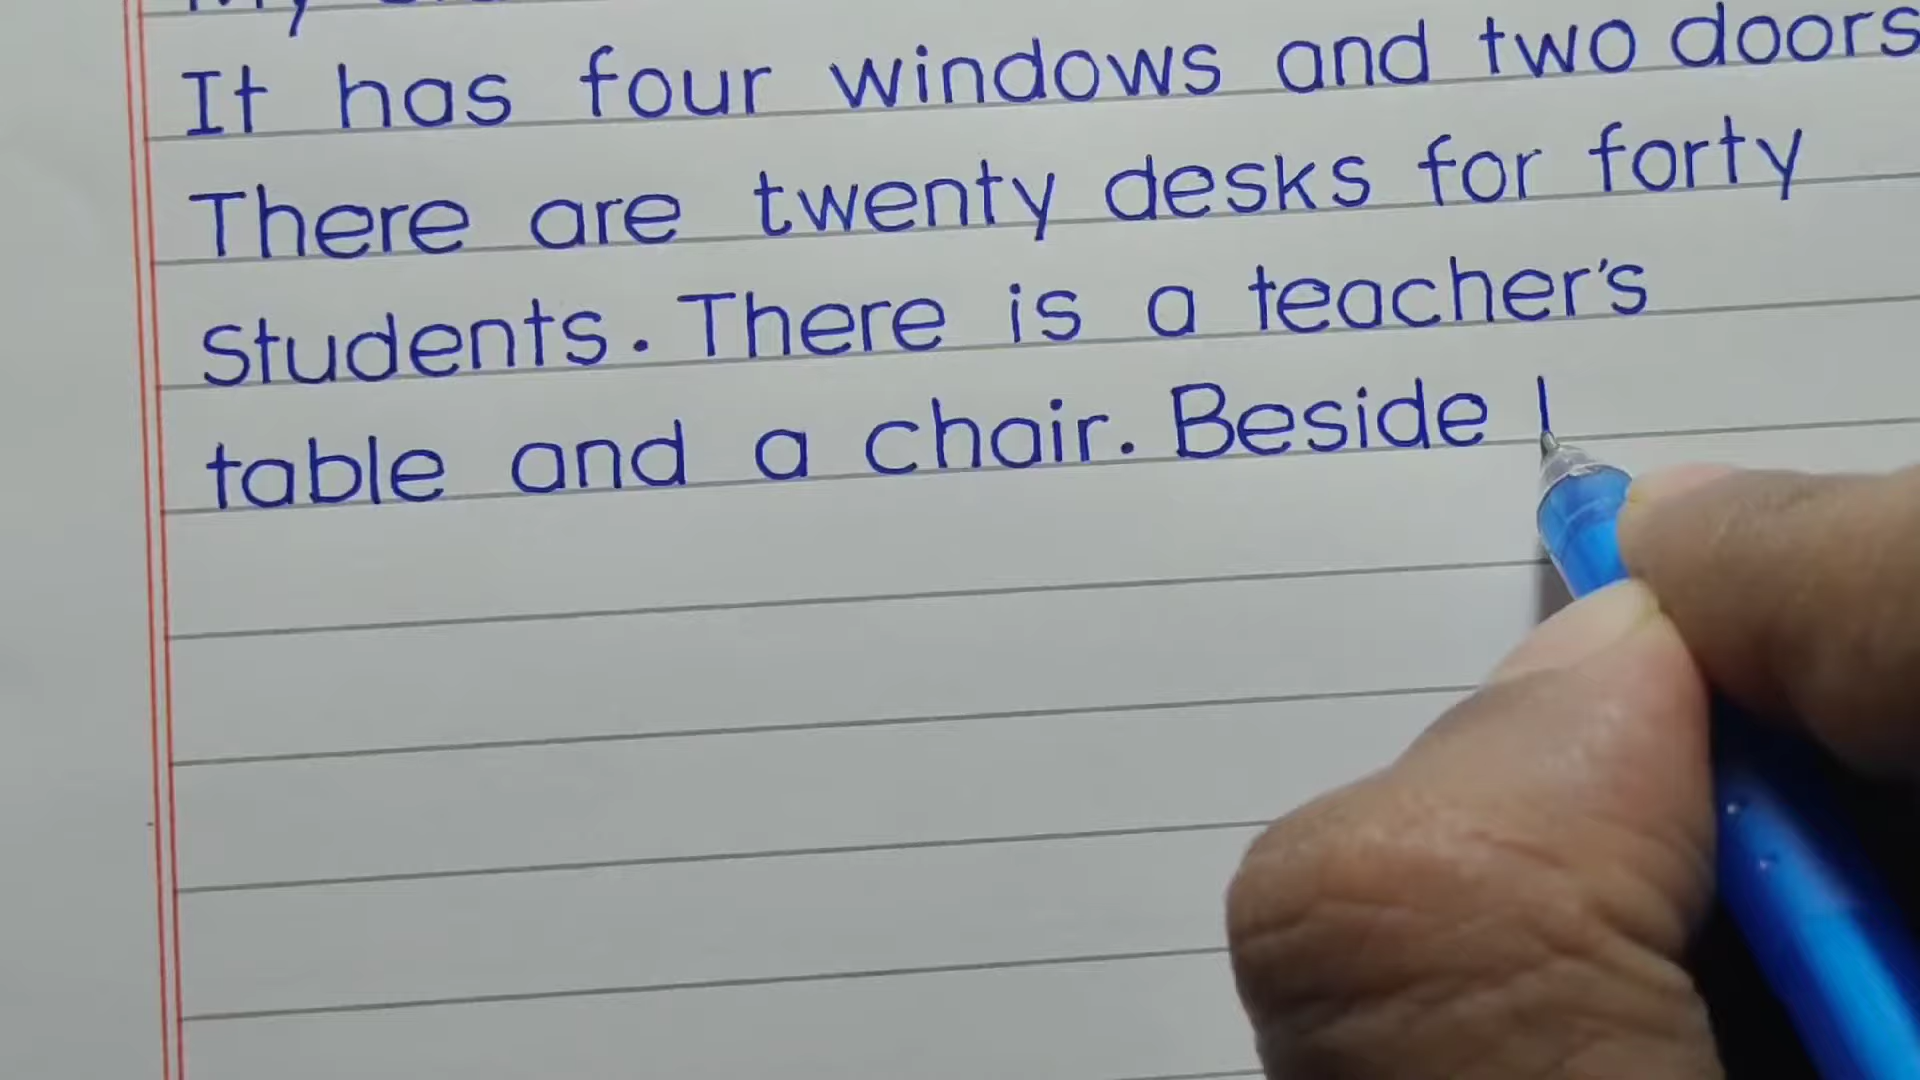 It has four windows and two doors
There are twenty desks for forty
Students. There is a teacher's
table and a chair. Beside